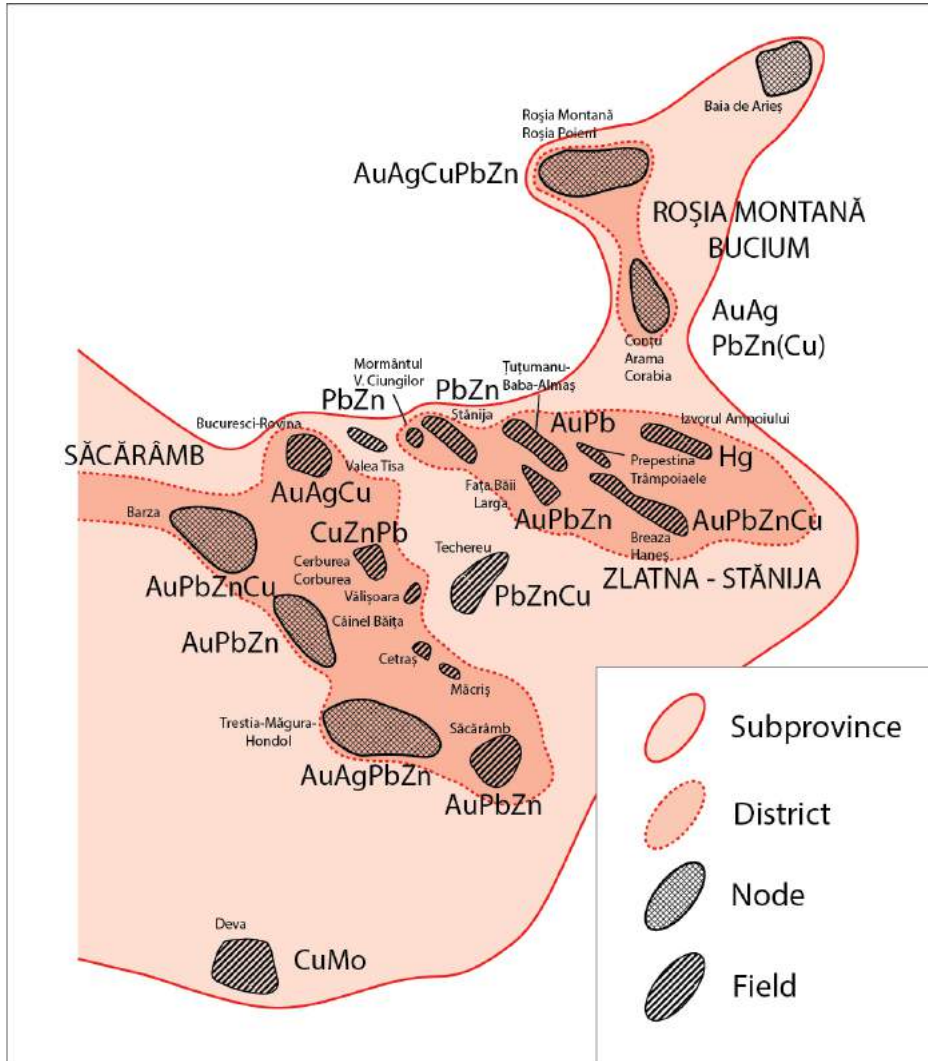 Baia de Arieș
Roșia Montană
Roșia Poieni
AuAgCuPbZn
ROȘIA MONTANĂ
BUCIUM
AuAg
PbZn(Cu)
Conțu
Arama
Corabia
Mormântul
V. Ciungilor
Țuțumanu-
Baba-Almaș
PbZn
PbZn
Stănija
Bucuresci-Rovina
Valea Tisa
AuPb
Izvorul Ampoiului
Hg
SĂCĂRÂMB
AuAgCu
Prepestina
Trâmpoaiele
Fața Băii
Larga
AuPbZn
AuPbZnCu
Barza
CuZnPb
Breaza
Haneș
Techereu
Cerburea
Corburea
ZLATNA - STĂNIJA
AuPbZnCu
Vălișoara
PbZnCu
Căinel Băița
AuPbZn
Cetraș
Măcriș
Trestia-Măgura-
Hondol
Săcărâmb
AuAgPbZn
AuPbZn
Deva
CuMo
Subprovince
District
Node
Field